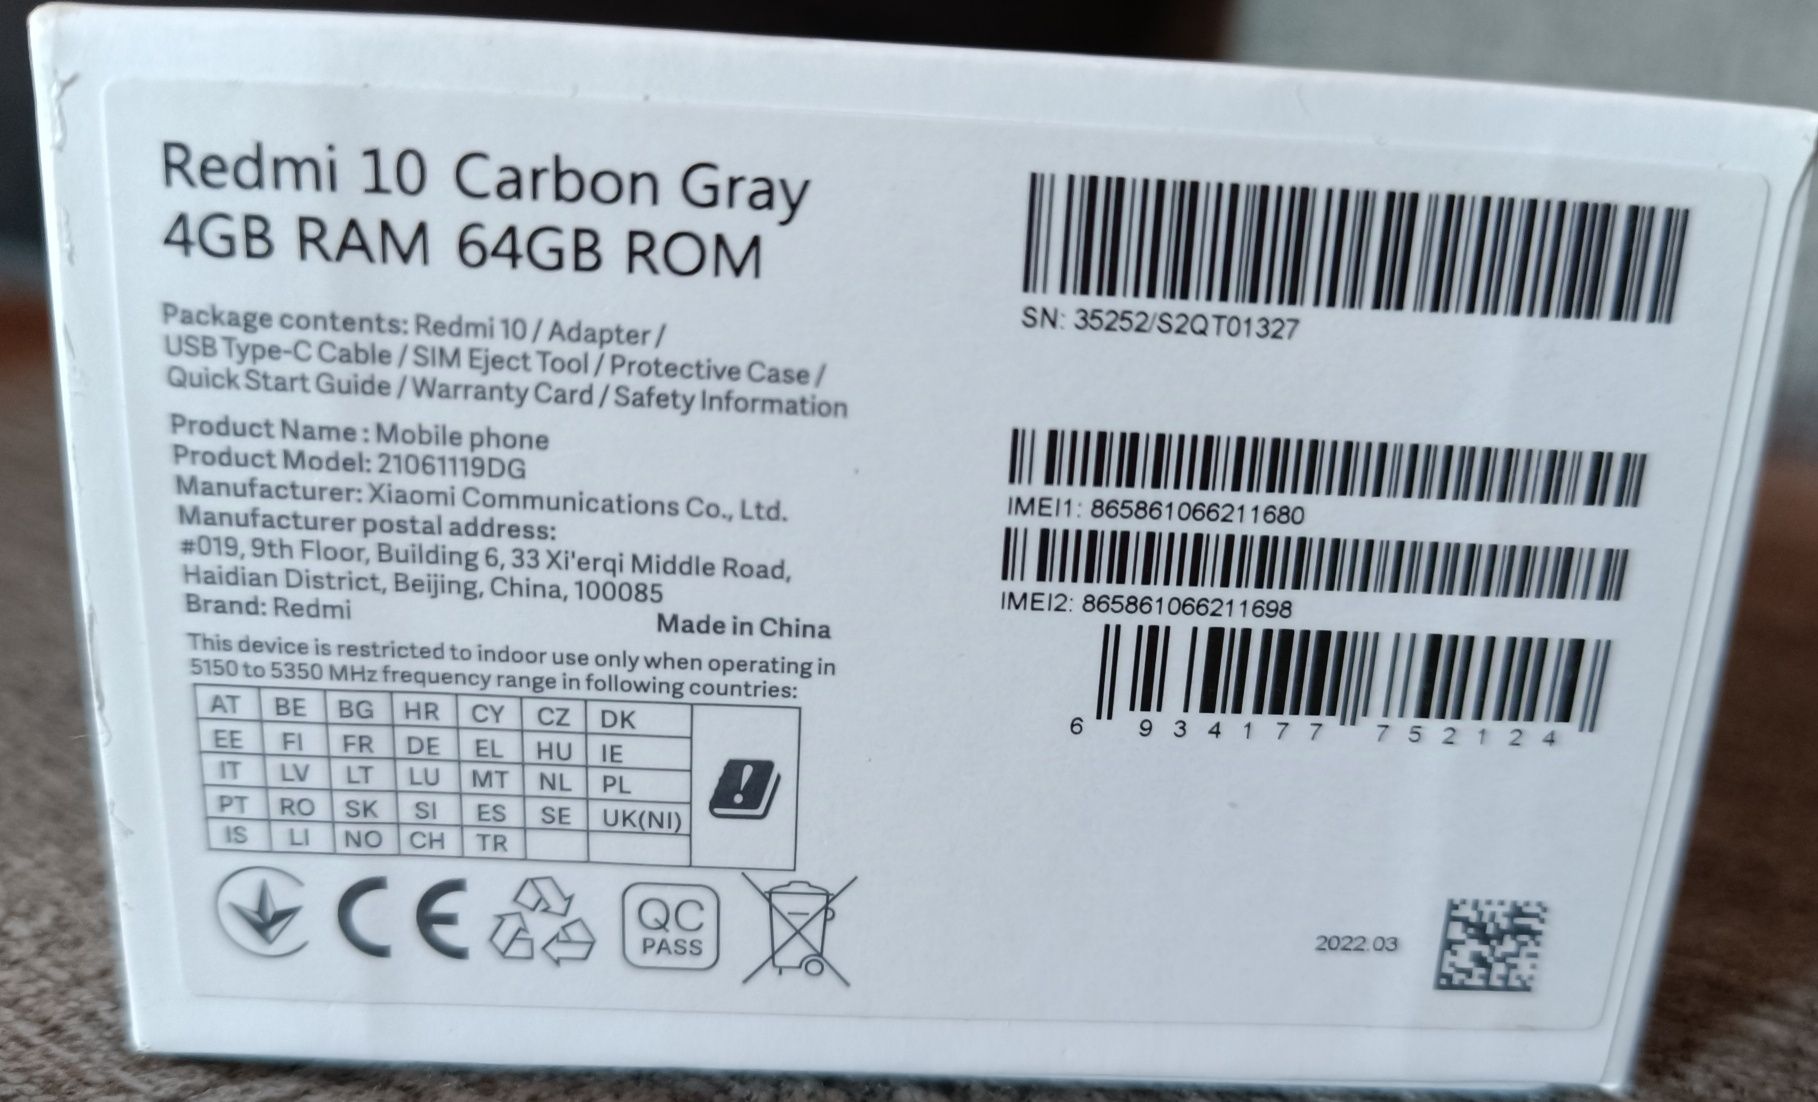 Redmi 10 Carbon Gray
4GB RAM 64GB ROM
Package contents: Redmi 10 / Adapter /
USB Type-C Cable / SIM Eject Tool / Protective Case /
Quick Start Guide / Warranty Card / Safety Information
Product Name : Mobile phone
Product Model: 21061119DG
Manufacturer: Xiaomi Communications Co., Ltd.
Manufacturer postal address:
#019, 9th Floor, Building 6, 33 Xi'erqi Middle Road,
Haidian District, Beijing, China, 100085
Brand: Redmi
Made in China
This device is restricted to indoor use only when operating in
5150 to 5350 MHz frequency range in following countries:
AT BE BG HR CY CZ DK
EE FI FR DE EL HU IE
IT LV LT LU MT NL PL
PT RO SK SI ES SE UK(NI)
IS LI NO CH TR
CE
QC
PASS
SN: 35252/S2QT01327
IMEI1: 865861066211680
IMEI2: 865861066211698
6 934177 752124
2022.03